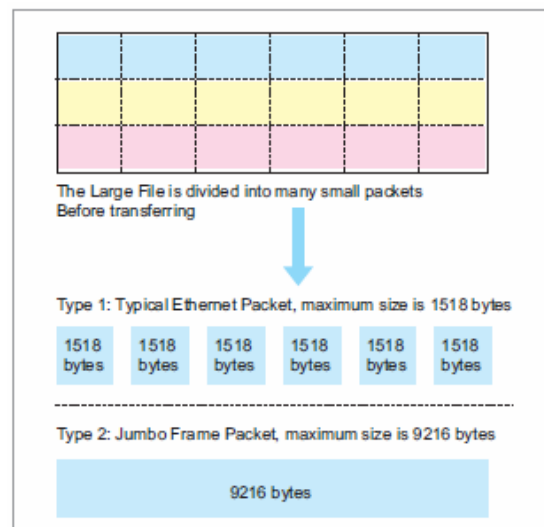 The Large File is divided into many small packets
Before transferring
Type 1: Typical Ethernet Packet, maximum size is 1518 bytes
1518 1518 1518 1518 1518 1518
bytes bytes bytes bytes bytes bytes
Type 2: Jumbo Frame Packet, maximum size is 9216 bytes
9216 bytes